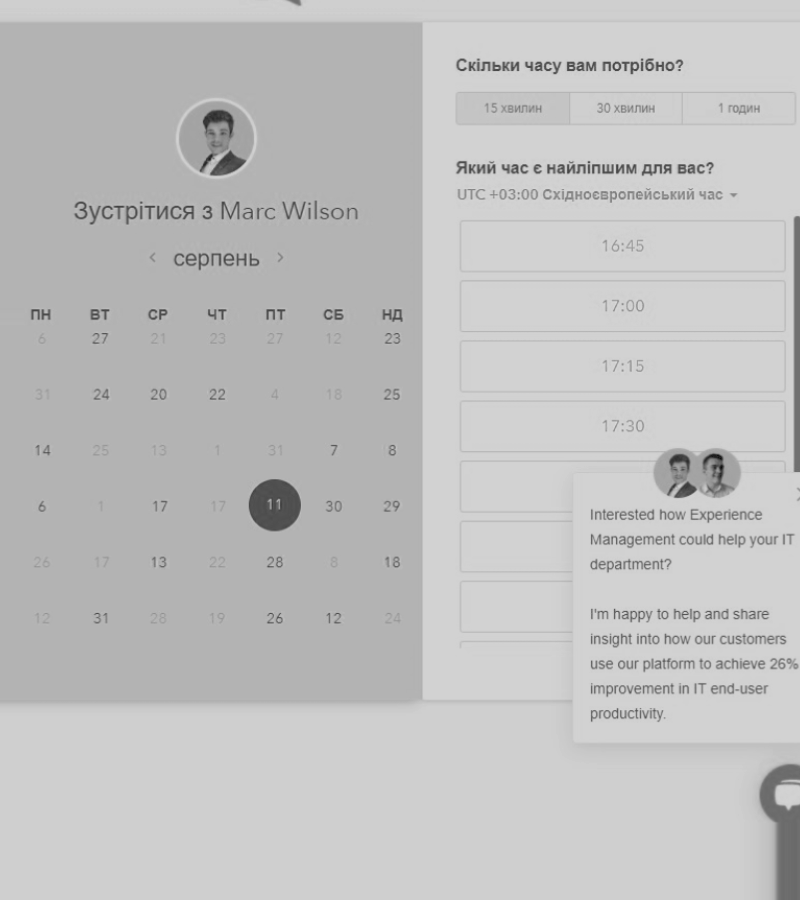 Зустрітися з Marc Wilson
серпень
ПН ВТ СР ЧТ ПТ СБ НД
6 27 21 23 27 12 23
31 24 20 22 4 18 25
14 25 13 1 31 7 8
6 1 17 17 11 30 29
26 17 13 22 28 8 18
12 31 28 19 26 12 24
Скільки часу вам потрібно?
15 хвилин 30 хвилин 1 годин
Який час є найліпшим для вас?
UTC +03:00 Східноєвропейський час
16:45
17:00
17:15
17:30
Interested how Experience
Management could help your IT
department?
I'm happy to help and share
insight into how our customers
use our platform to achieve 26%
improvement in IT end-user
productivity.